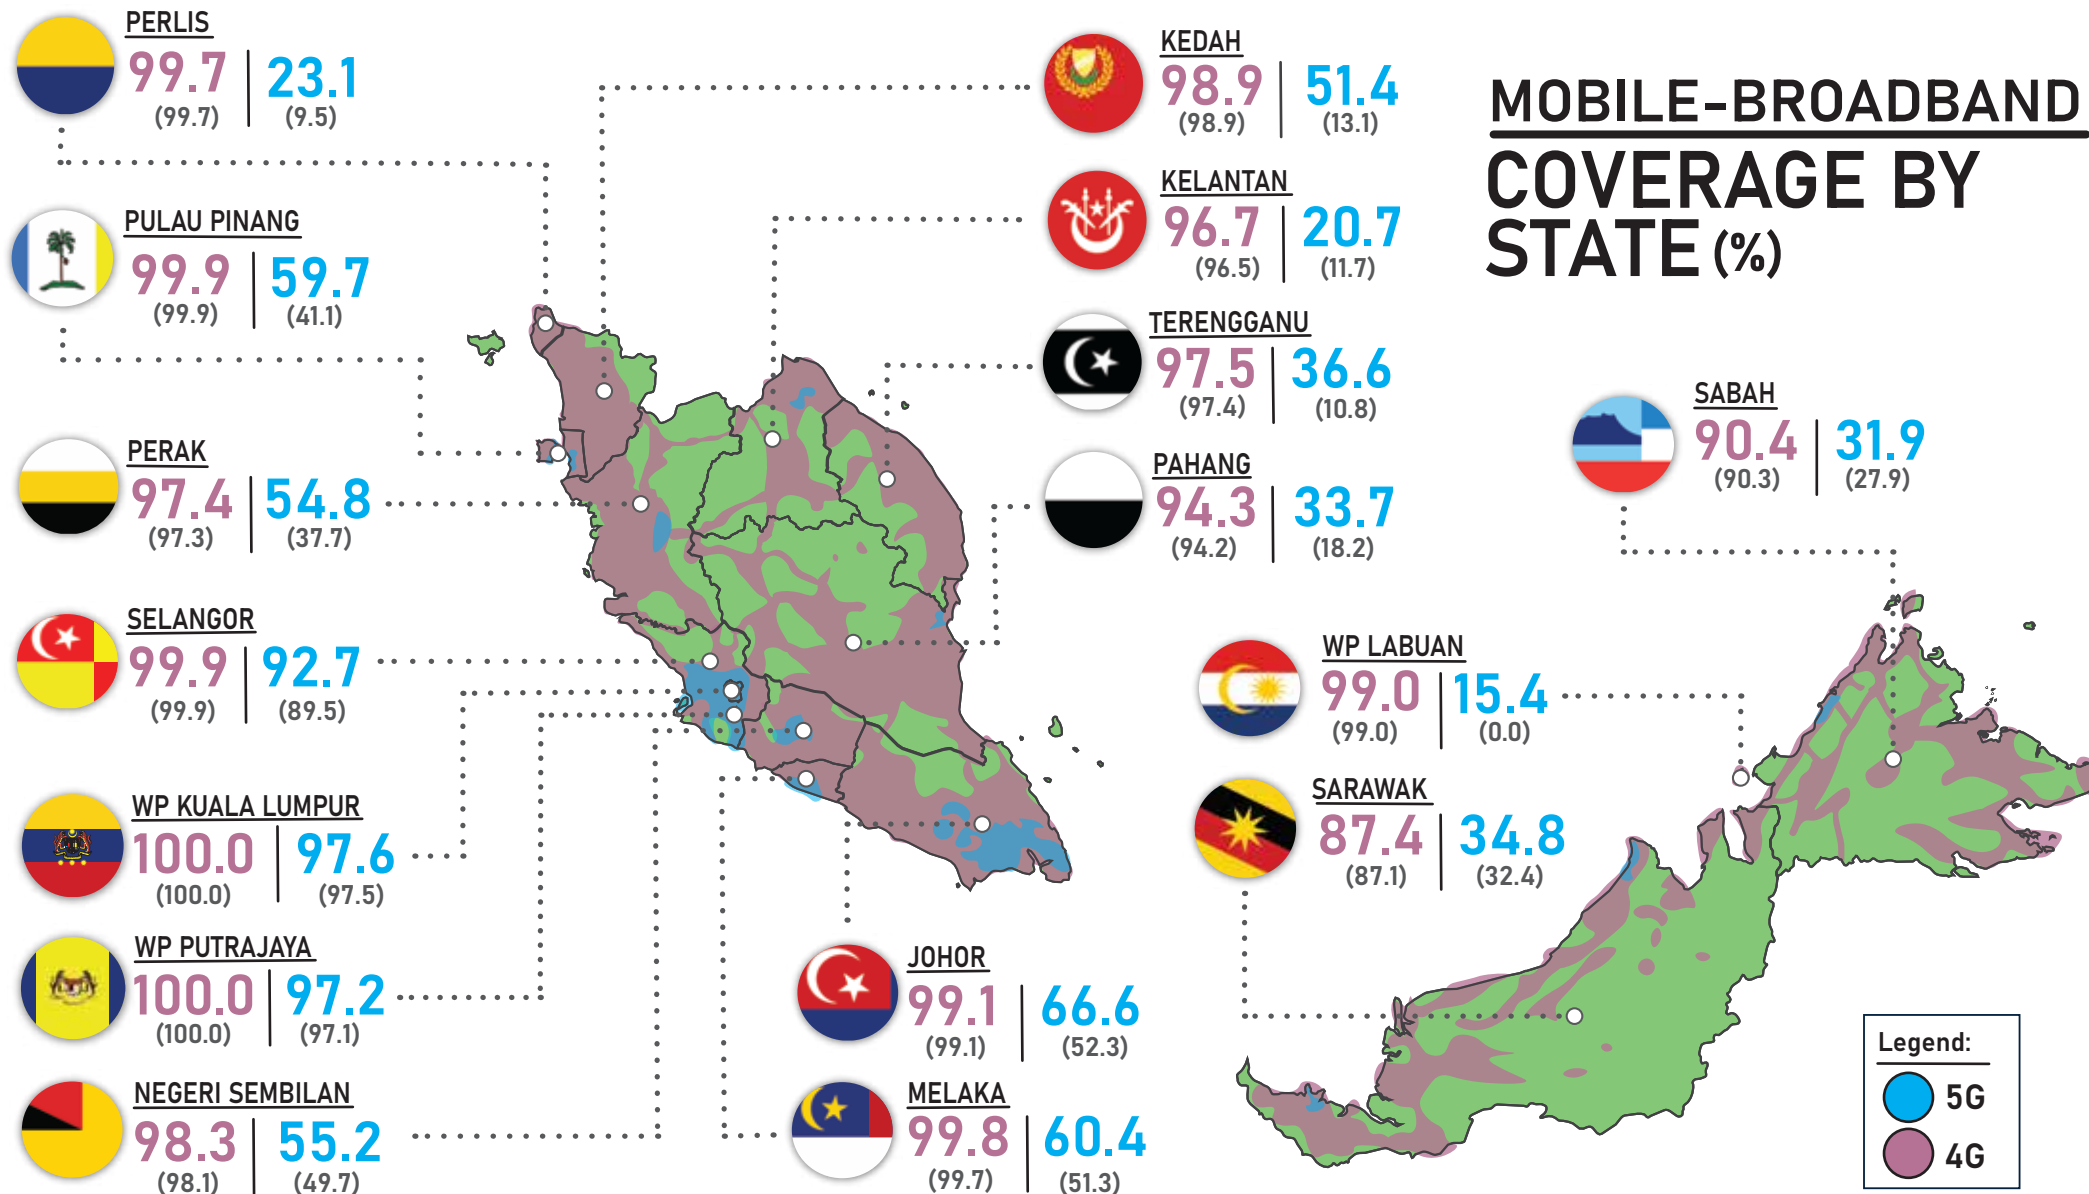 MOBILE-BROADBAND
COVERAGE BY
STATE (%)
PERLIS
99.7 | 23.1
(99.7) (9.5)
PULAU PINANG
99.9 | 59.7
(99.9) (41.1)
PERAK
97.4 | 54.8
(97.3) (37.7)
SELANGOR
99.9 | 92.7
(99.9) (89.5)
WP KUALA LUMPUR
100.0 | 97.6
(100.0) (97.5)
WP PUTRAJAYA
100.0 | 97.2
(100.0) (97.1)
NEGERI SEMBILAN
98.3 | 55.2
(98.1) (49.7)
KEDAH
98.9 | 51.4
(98.9) (13.1)
KELANTAN
96.7 | 20.7
(96.5) (11.7)
TERENGGANU
97.5 | 36.6
(97.4) (10.8)
PAHANG
94.3 | 33.7
(94.2) (18.2)
JOHOR
99.1 | 66.6
(99.1) (52.3)
MELAKA
99.8 | 60.4
(99.7) (51.3)
SABAH
90.4 | 31.9
(90.3) (27.9)
WP LABUAN
99.0 | 15.4
(99.0) (0.0)
SARAWAK
87.4 | 34.8
(87.1) (32.4)
Legend:
5G
4G